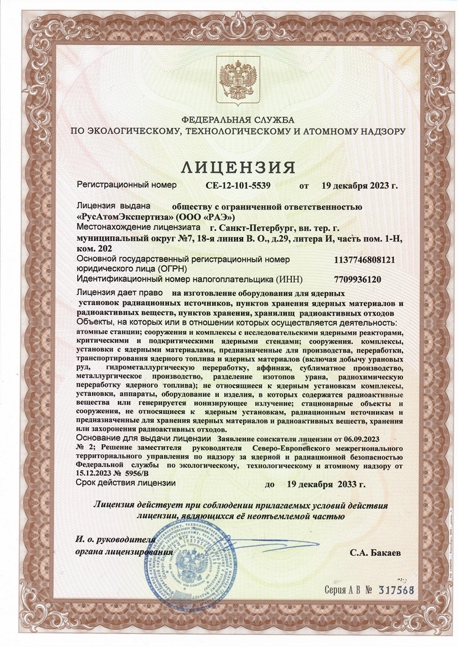 ФЕДЕРАЛЬНАЯ СЛУЖБА
ПО ЭКОЛОГИЧЕСКОМУ, ТЕХНОЛОГИЧЕСКОМУ И АТОМНОМУ НАДЗОРУ
ЛИЦЕНЗИЯ
Регистрационный номер СЕ-12-101-5539 от 19 декабря 2023 г.
Лицензия выдана обществу с ограниченной ответственностью
«РусАтомЭкспертиза» (ООО «РАЭ»)
Местонахождение лицензиата г. Санкт-Петербург, вн. тер. г.
муниципальный округ №7, 18-я линия В. О., д.29, литера И, часть пом. 1-Н,
ком. 202
Основной государственный регистрационный номер 1137746808121
юридического лица (ОГРН)
Идентификационный номер налогоплательщика (ИНН) 7709936120
Лицензия дает право на изготовление оборудования для ядерных
установок радиационных источников, пунктов хранения ядерных материалов и
радиоактивных веществ, пунктов хранения, хранилищ радиоактивных отходов
Объекты, на которых или в отношении которых осуществляется деятельность:
атомные станции; сооружения и комплексы с исследовательскими ядерными реакторами,
критическими и подкритическими ядерными стендами; сооружения, комплексы,
установки с ядерными материалами, предназначенные для производства, переработки,
транспортирования ядерного топлива и ядерных материалов (включая добычу урановых
руд, гидрометаллургическую переработку, аффинаж, сублиматное производство,
металлургическое производство, разделение изотопов урана, радиохимическую
переработку ядерного топлива); не относящиеся к ядерным установкам комплексы,
установки, аппараты, оборудование и изделия, в которых содержатся радиоактивные
вещества или генерируется ионизирующее излучение; стационарные объекты и
сооружения, не относящиеся к ядерным установкам, радиационным источникам и
предназначенные для хранения ядерных материалов и радиоактивных веществ, хранения
или захоронения радиоактивных отходов.
Основание для выдачи лицензии Заявление соискателя лицензии от 06.09.2023
№ 2; Решение заместителя руководителя Северо-Европейского межрегионального
территориального управления по надзору за ядерной и радиационной безопасностью
Федеральной службы по экологическому, технологическому и атомному надзору от
15.12.2023 № 5956/В
Срок действия лицензии до 19 декабря 2033 г.
Лицензия действует при соблюдении прилагаемых условий действия
лицензии, являющихся её неотъемлемой частью
И. о. руководителя
органа лицензирования С.А. Бакаев
Серия А В № 317568